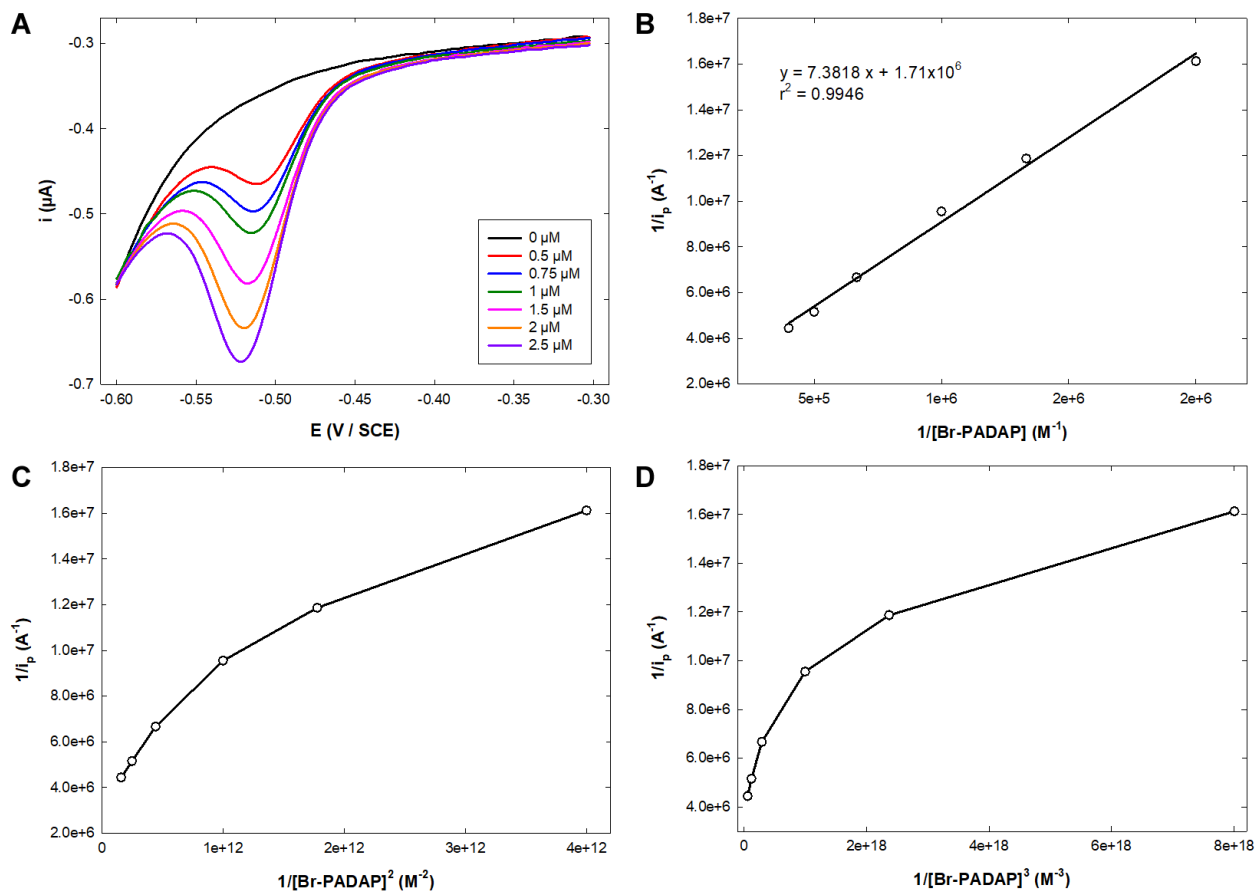 A
-0.3
-0.4
-0.5
-0.6
-0.7
i (µA)
0 µM
0.5 µM
0.75 µM
1 µM
1.5 µM
2 µM
2.5 µM
-0.60 -0.55 -0.50 -0.45 -0.40 -0.35 -0.30
E (V / SCE)
B
1.8e+7
1.6e+7
1.4e+7
1.2e+7
1.0e+7
8.0e+6
6.0e+6
4.0e+6
2.0e+6
1/iₚ (A⁻¹)
y = 7.3818 x + 1.71x10⁶
r² = 0.9946
5e+5 1e+6 2e+6 2e+6
1/[Br-PADAP] (M⁻¹)
C
1.8e+7
1.6e+7
1.4e+7
1.2e+7
1.0e+7
8.0e+6
6.0e+6
4.0e+6
2.0e+6
1/iₚ (A⁻¹)
0 1e+12 2e+12 3e+12 4e+12
1/[Br-PADAP]² (M⁻²)
D
1.8e+7
1.6e+7
1.4e+7
1.2e+7
1.0e+7
8.0e+6
6.0e+6
4.0e+6
1/iₚ (A⁻¹)
0 2e+18 4e+18 6e+18 8e+18
1/[Br-PADAP]³ (M⁻³)